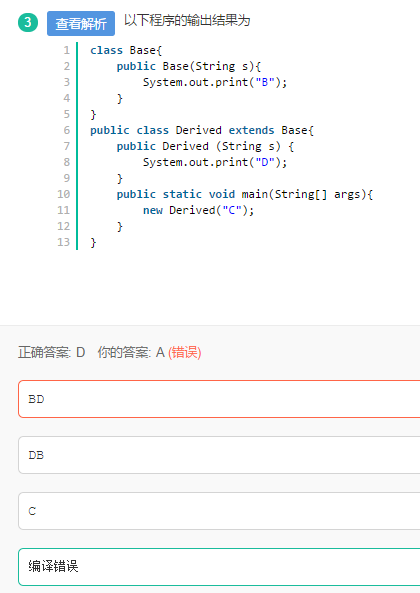 3 查看解析 以下程序的输出结果为
1 class Base{
2     public Base(String s){
3         System.out.print("B");
4     }
5 }
6 public class Derived extends Base{
7     public Derived (String s) {
8         System.out.print("D");
9     }
10     public static void main(String[] args){
11         new Derived("C");
12     }
13 }
正确答案: D 你的答案: A (错误)
BD
DB
C
编译错误